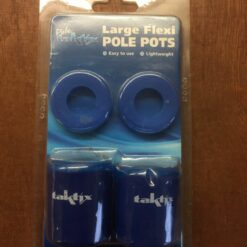 Large Flexi
POLE POTS
Easy to use
Lightweight
taktix
taktix